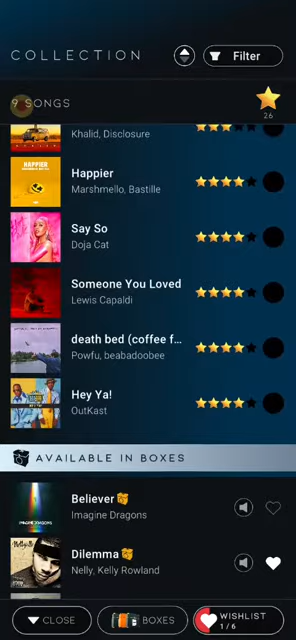 COLLECTION
Filter
9 SONGS
26
Khalid, Disclosure
Happier
Marshmello, Bastille
HAPPIER
Say So
Doja Cat
Someone You Loved
Lewis Capaldi
death bed (coffee f...
Powfu, beabadoobee
Hey Ya!
OutKast
AVAILABLE IN BOXES
Believer
Imagine Dragons
IMAGINE DRAGONS
Dilemma
Nelly, Kelly Rowland
CLOSE
BOXES
WISHLIST
1 / 6